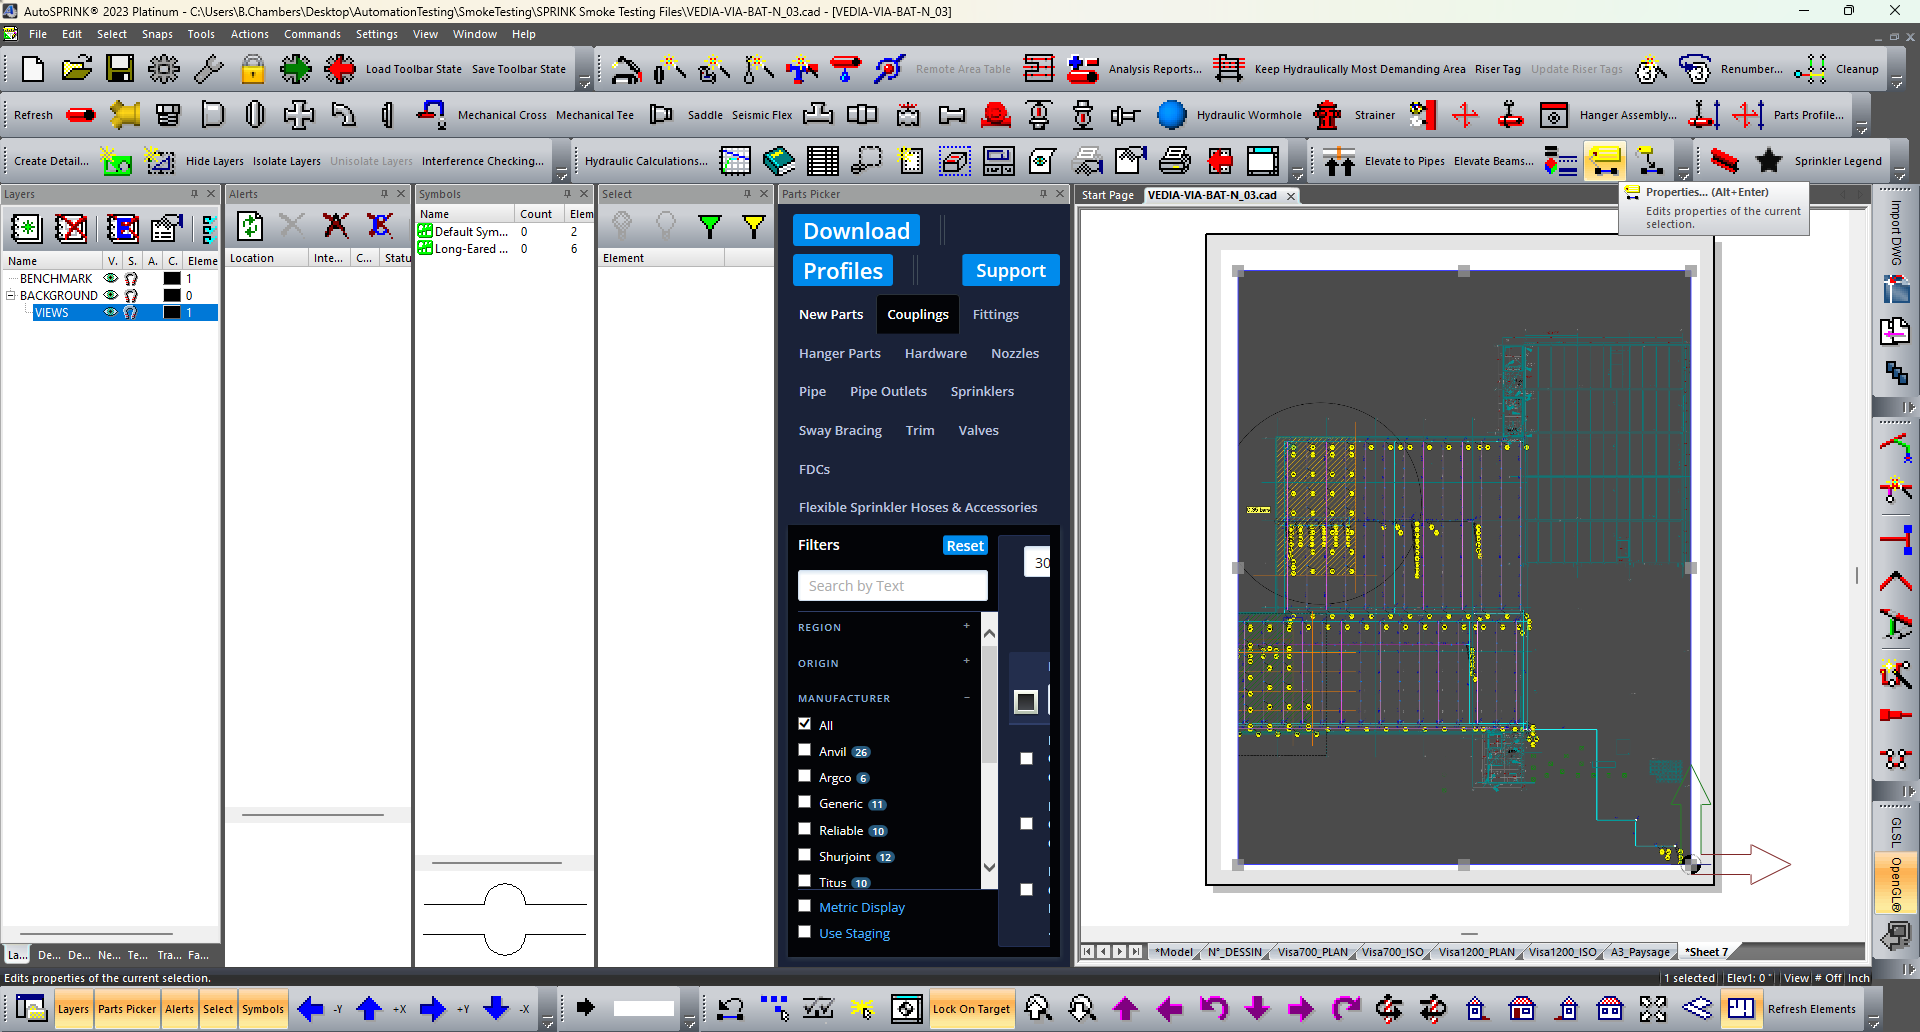 AutoSPRINK® 2023 Platinum - C:\Users\B.Chambers\Desktop\AutomationTesting\SmokeTesting\SPRINK Smoke Testing Files\VEDIA-VIA-BAT-N_03.cad - [VEDIA-VIA-BAT-N_03]
File Edit Select Snaps Tools Actions Commands Settings View Window Help
Load Toolbar State Save Toolbar State Remote Area Table Analysis Reports... Keep Hydraulically Most Demanding Area Riser Tag Update Riser Tags Renumber... Cleanup
Refresh Mechanical Cross Mechanical Tee Saddle Seismic Flex Hydraulic Wormhole Strainer Hanger Assembly... Parts Profile...
Create Detail... Hide Layers Isolate Layers Unisolate Layers Interference Checking... Hydraulic Calculations... Elevate to Pipes Elevate Beams... Sprinkler Legend
Properties... (Alt+Enter)
Edits properties of the current
selection.
Layers
Name V. S. A. C. Eleme
BENCHMARK 1
BACKGROUND 0
VIEWS 1
La... De... De... Ne... Te... Tra... Fa...
Alerts
Location Inte... C... Statu
Symbols
Name Count Elem
Default Sym... 0 2
Long-Eared ... 0 6
Select
Element
Parts Picker
Download
Profiles Support
New Parts Couplings Fittings
Hanger Parts Hardware Nozzles
Pipe Pipe Outlets Sprinklers
Sway Bracing Trim Valves
FDCs
Flexible Sprinkler Hoses & Accessories
Filters Reset
30
Search by Text
REGION +
ORIGIN +
MANUFACTURER −
All
Anvil 26
Argco 6
Generic 11
Reliable 10
Shurjoint 12
Titus 10
Metric Display
Use Staging
Start Page VEDIA-VIA-BAT-N_03.cad
*Model N°_DESSIN Visa700_PLAN Visa700_ISO Visa1200_PLAN Visa1200_ISO A3_Paysage *Sheet 7
Import DWG
GLSL
OpenGL®
Edits properties of the current selection.
1 selected Elev1: 0 " View # Off Inch
Layers Parts Picker Alerts Select Symbols -Y +X +Y -X Lock On Target Refresh Elements